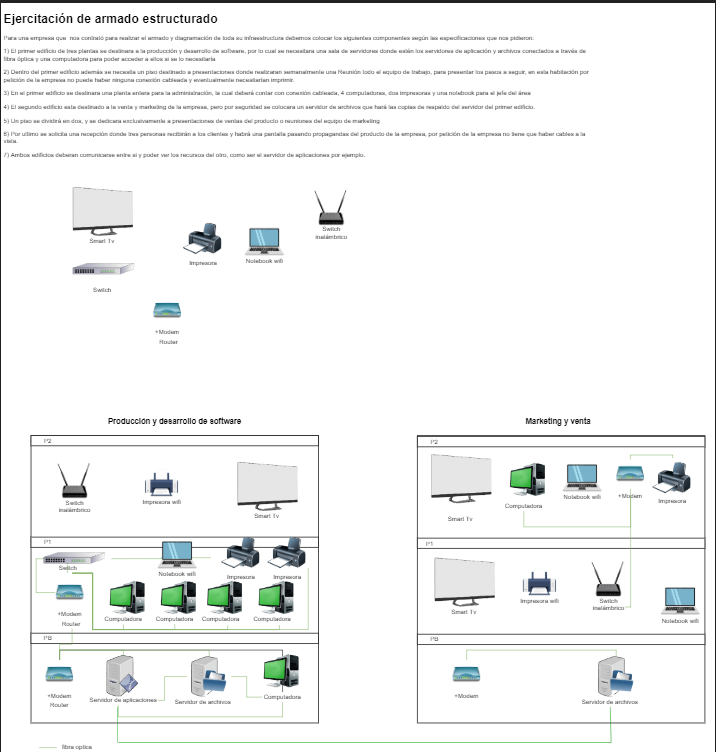 Ejercitación de armado estructurado
Para una empresa que nos contrató para realizar el armado y diagramación de toda su infraestructura debemos colocar los siguientes componentes según las especificaciones que nos pidieron:
1) El primer edificio de tres plantas se destinara a la producción y desarrollo de software, por lo cual se necesitara una sala de servidores donde estén los servidores de aplicación y archivos conectados a través de
fibra óptica y una computadora para poder acceder a ellos si se lo necesitaría
2) Dentro del primer edificio además se necesita un piso destinado a presentaciones donde realizaran semanalmente una Reunión todo el equipo de trabajo, para presentar los pasos a seguir, en esta habitación por
petición de la empresa no puede haber ninguna conexión cableada y eventualmente necesitarían imprimir.
3) En el primer edificio se destinara una planta entera para la administración, la cual deberá contar con conexión cableada, 4 computadoras, dos impresoras y una notebook para el jefe del área
4) El segundo edificio esta destinado a la venta y marketing de la empresa, pero por seguridad se colocara un servidor de archivos que hará las copias de respaldo del servidor del primer edificio.
5) Un piso se dividirá en dos, y se dedicara exclusivamente a presentaciones de ventas del producto o reuniones del equipo de marketing
6) Por ultimo se solicita una recepción donde tres personas recibirán a los clientes y habrá una pantalla pasando propagandas del producto de la empresa, por petición de la empresa no tiene que haber cables a la
vista.
7) Ambos edificios deberan comunicarse entre si y poder ver los recursos del otro, como ser el servidor de aplicaciones por ejemplo.
Smart Tv
Impresora
Notebook wifi
Switch
inalámbrico
Switch
+Modem
Router
Producción y desarrollo de software
Marketing y venta
P2
Switch
inalámbrico
Impresora wifi
Smart Tv
P1
Switch
Notebook wifi
Impresora
Impresora
+Modem
Router
Computadora
Computadora
Computadora
Computadora
PB
+Modem
Router
Servidor de aplicaciones
Servidor de archivos
Computadora
P2
Smart Tv
Computadora
Notebook wifi
+Modem
Impresora
P1
Smart Tv
Impresora wifi
Switch
inalámbrico
Notebook wifi
PB
+Modem
Servidor de archivos
fibra optica